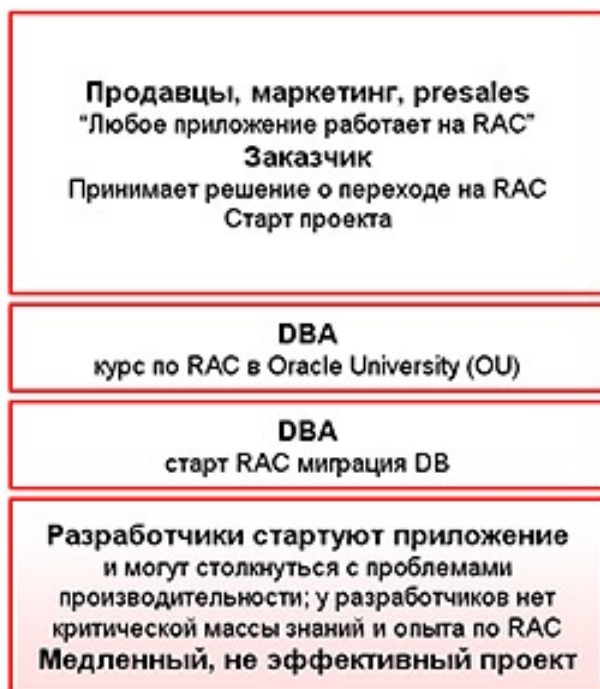 Продавцы, маркетинг, presales
“Любое приложение работает на RAC”
Заказчик
Принимает решение о переходе на RAC
Старт проекта
DBA
курс по RAC в Oracle University (OU)
DBA
старт RAC миграция DB
Разработчики стартуют приложение
и могут столкнуться с проблемами
производительности; у разработчиков нет
критической массы знаний и опыта по RAC
Медленный, не эффективный проект